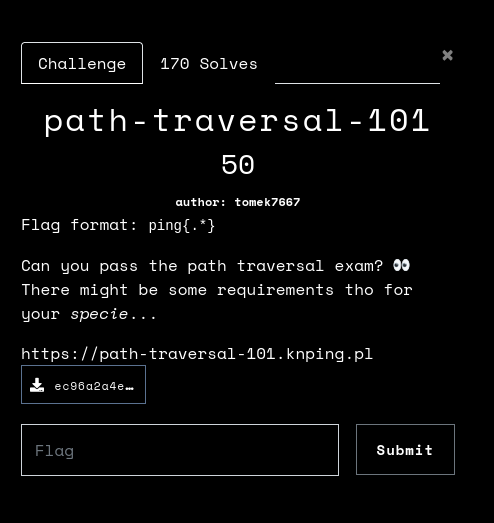 Challenge
170 Solves
×
path-traversal-101
50
author: tomek7667
Flag format: ping{.*}
Can you pass the path traversal exam? 👀
There might be some requirements tho for
your specie...
https://path-traversal-101.knping.pl
ec96a2a4e…
Flag
Submit